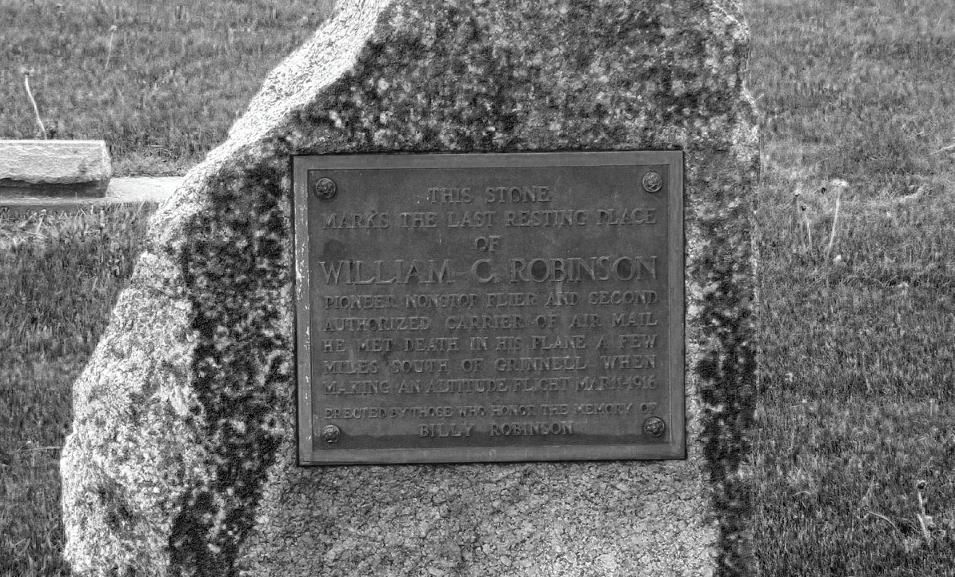 THIS STONE
MARKS THE LAST RESTING PLACE
OF
WILLIAM C. ROBINSON
PIONEER NONSTOP FLIER AND SECOND
AUTHORIZED CARRIER OF AIR MAIL
HE MET DEATH IN HIS PLANE A FEW
MILES SOUTH OF GRINNELL WHEN
MAKING AN ALTITUDE FLIGHT MAR.11-1916
ERECTED BY THOSE WHO HONOR THE MEMORY OF
BILLY ROBINSON